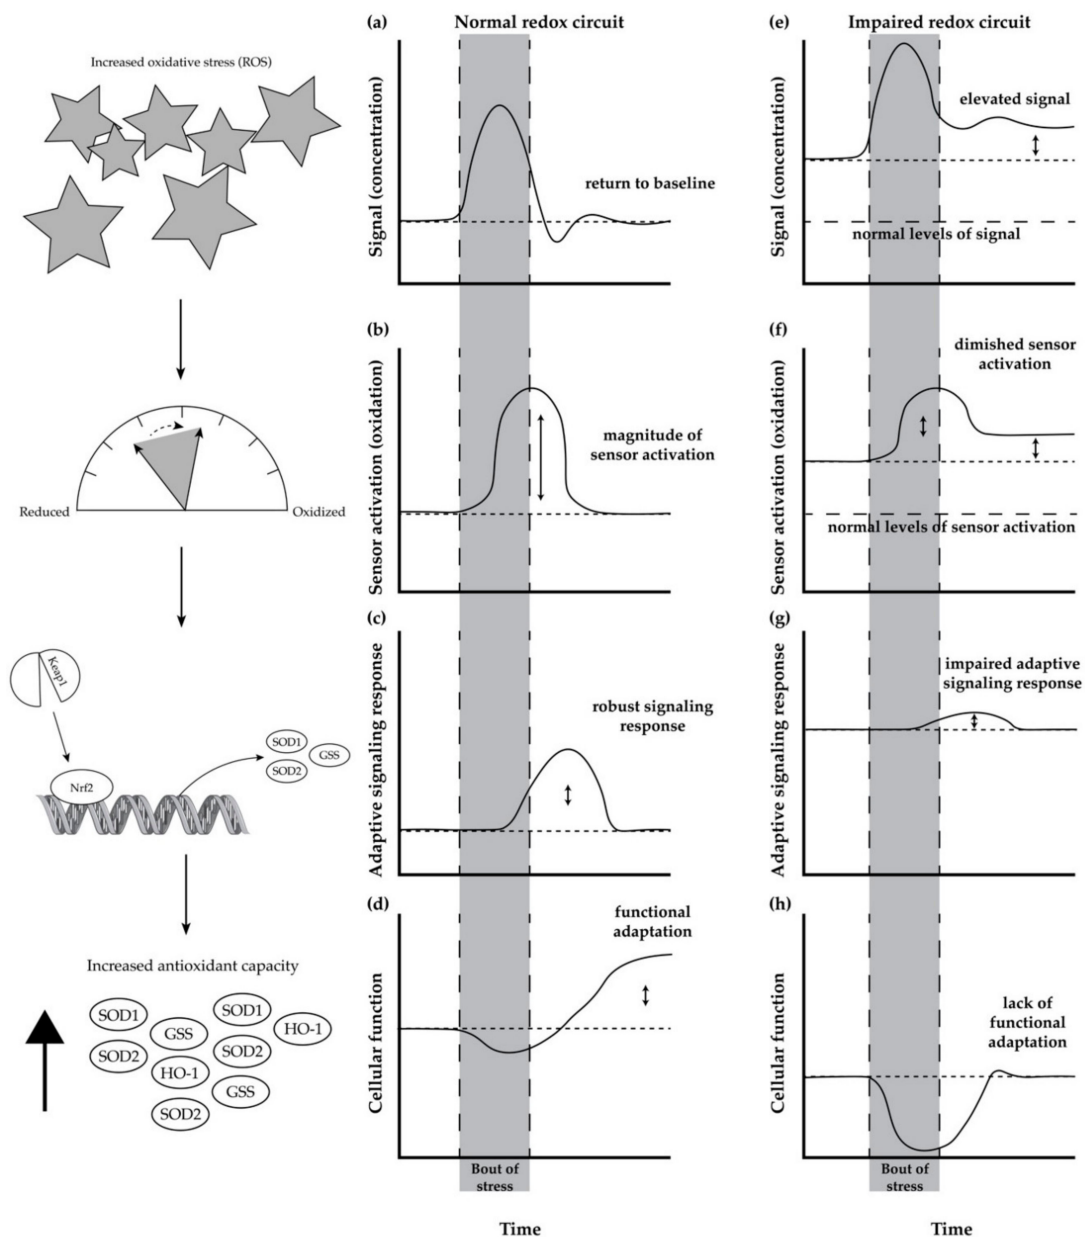 Increased oxidative stress (ROS)
Reduced
Oxidized
Keap1
Nrf2
SOD1
GSS
SOD2
Increased antioxidant capacity
SOD1
SOD1
GSS
HO-1
SOD2
SOD2
HO-1
GSS
SOD2
(a)
Normal redox circuit
Signal (concentration)
return to baseline
(b)
Sensor activation (oxidation)
magnitude of
sensor activation
(c)
Adaptive signaling response
robust signaling
response
(d)
Cellular function
functional
adaptation
Bout of
stress
Time
(e)
Impaired redox circuit
Signal (concentration)
elevated signal
normal levels of signal
(f)
Sensor activation (oxidation)
dimished sensor
activation
normal levels of sensor activation
(g)
Adaptive signaling response
impaired adaptive
signaling response
(h)
Cellular function
lack of
functional
adaptation
Bout of
stress
Time